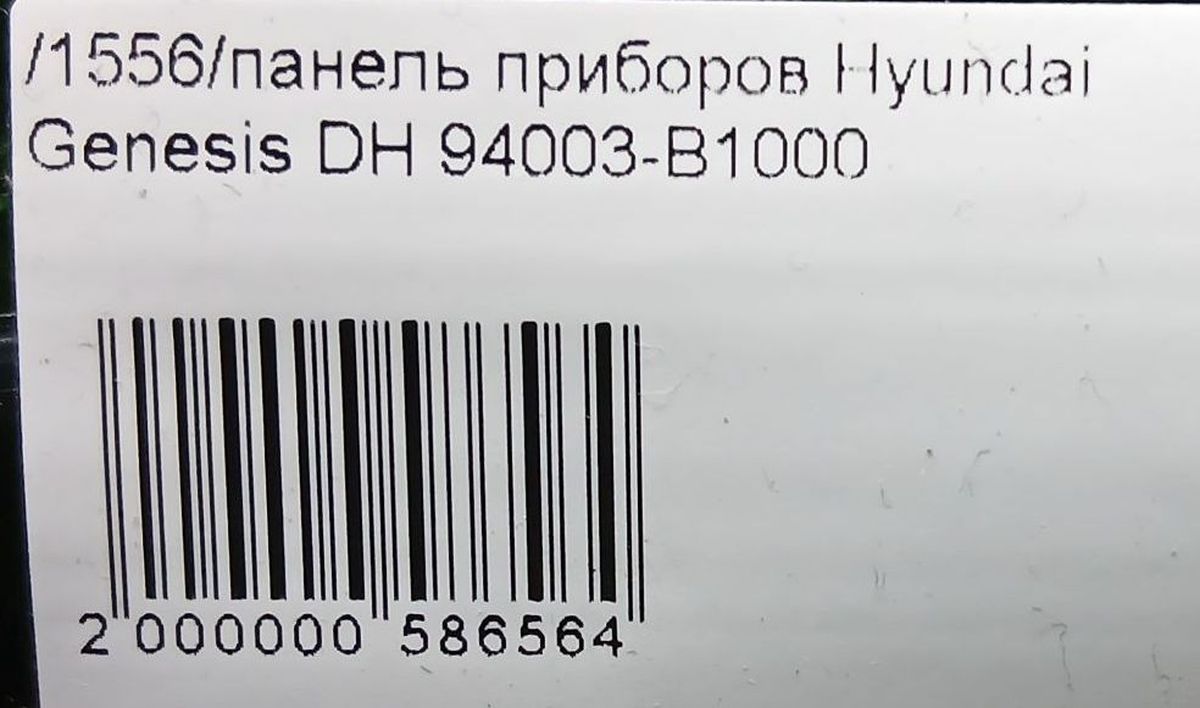 /1556/панель приборов Hyundai
Genesis DH 94003-B1000
2 000000 586564